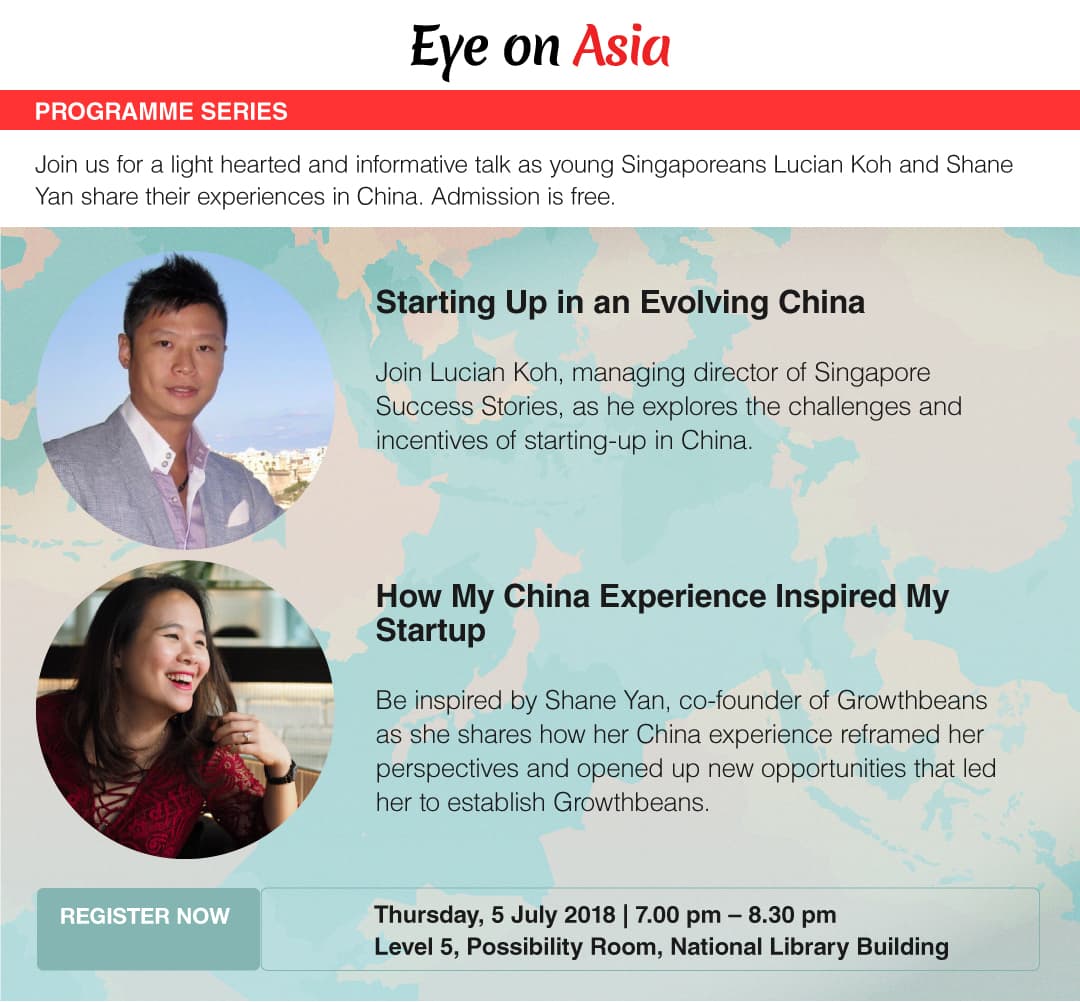 Eye on Asia
PROGRAMME SERIES
Join us for a light hearted and informative talk as young Singaporeans Lucian Koh and Shane
Yan share their experiences in China. Admission is free.
Starting Up in an Evolving China
Join Lucian Koh, managing director of Singapore
Success Stories, as he explores the challenges and
incentives of starting-up in China.
How My China Experience Inspired My
Startup
Be inspired by Shane Yan, co-founder of Growthbeans
as she shares how her China experience reframed her
perspectives and opened up new opportunities that led
her to establish Growthbeans.
REGISTER NOW
Thursday, 5 July 2018 | 7.00 pm – 8.30 pm
Level 5, Possibility Room, National Library Building